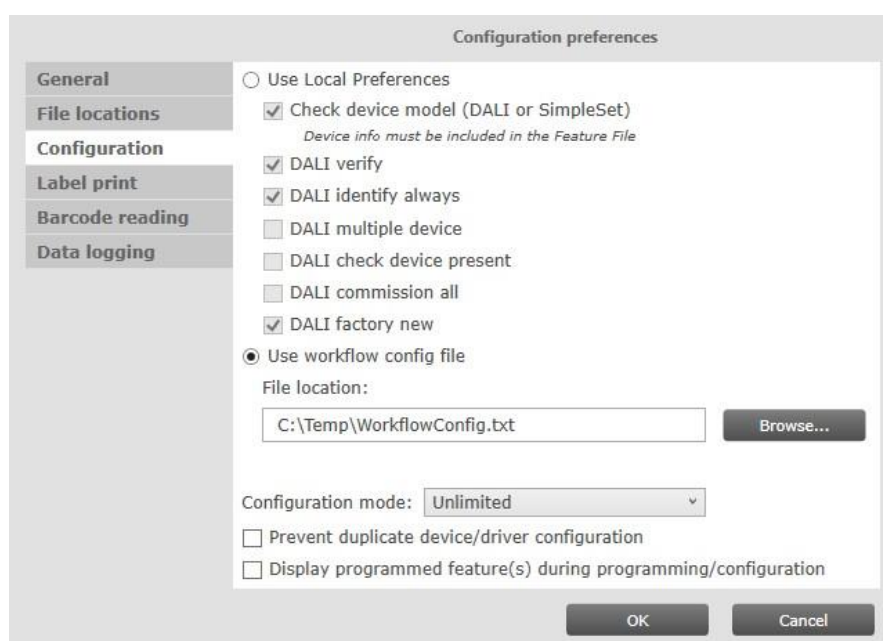 Configuration preferences
General
File locations
Configuration
Label print
Barcode reading
Data logging
Use Local Preferences
Check device model (DALI or SimpleSet)
Device info must be included in the Feature File
DALI verify
DALI identify always
DALI multiple device
DALI check device present
DALI commission all
DALI factory new
Use workflow config file
File location:
C:\Temp\WorkflowConfig.txt
Browse...
Configuration mode: Unlimited
Prevent duplicate device/driver configuration
Display programmed feature(s) during programming/configuration
OK Cancel